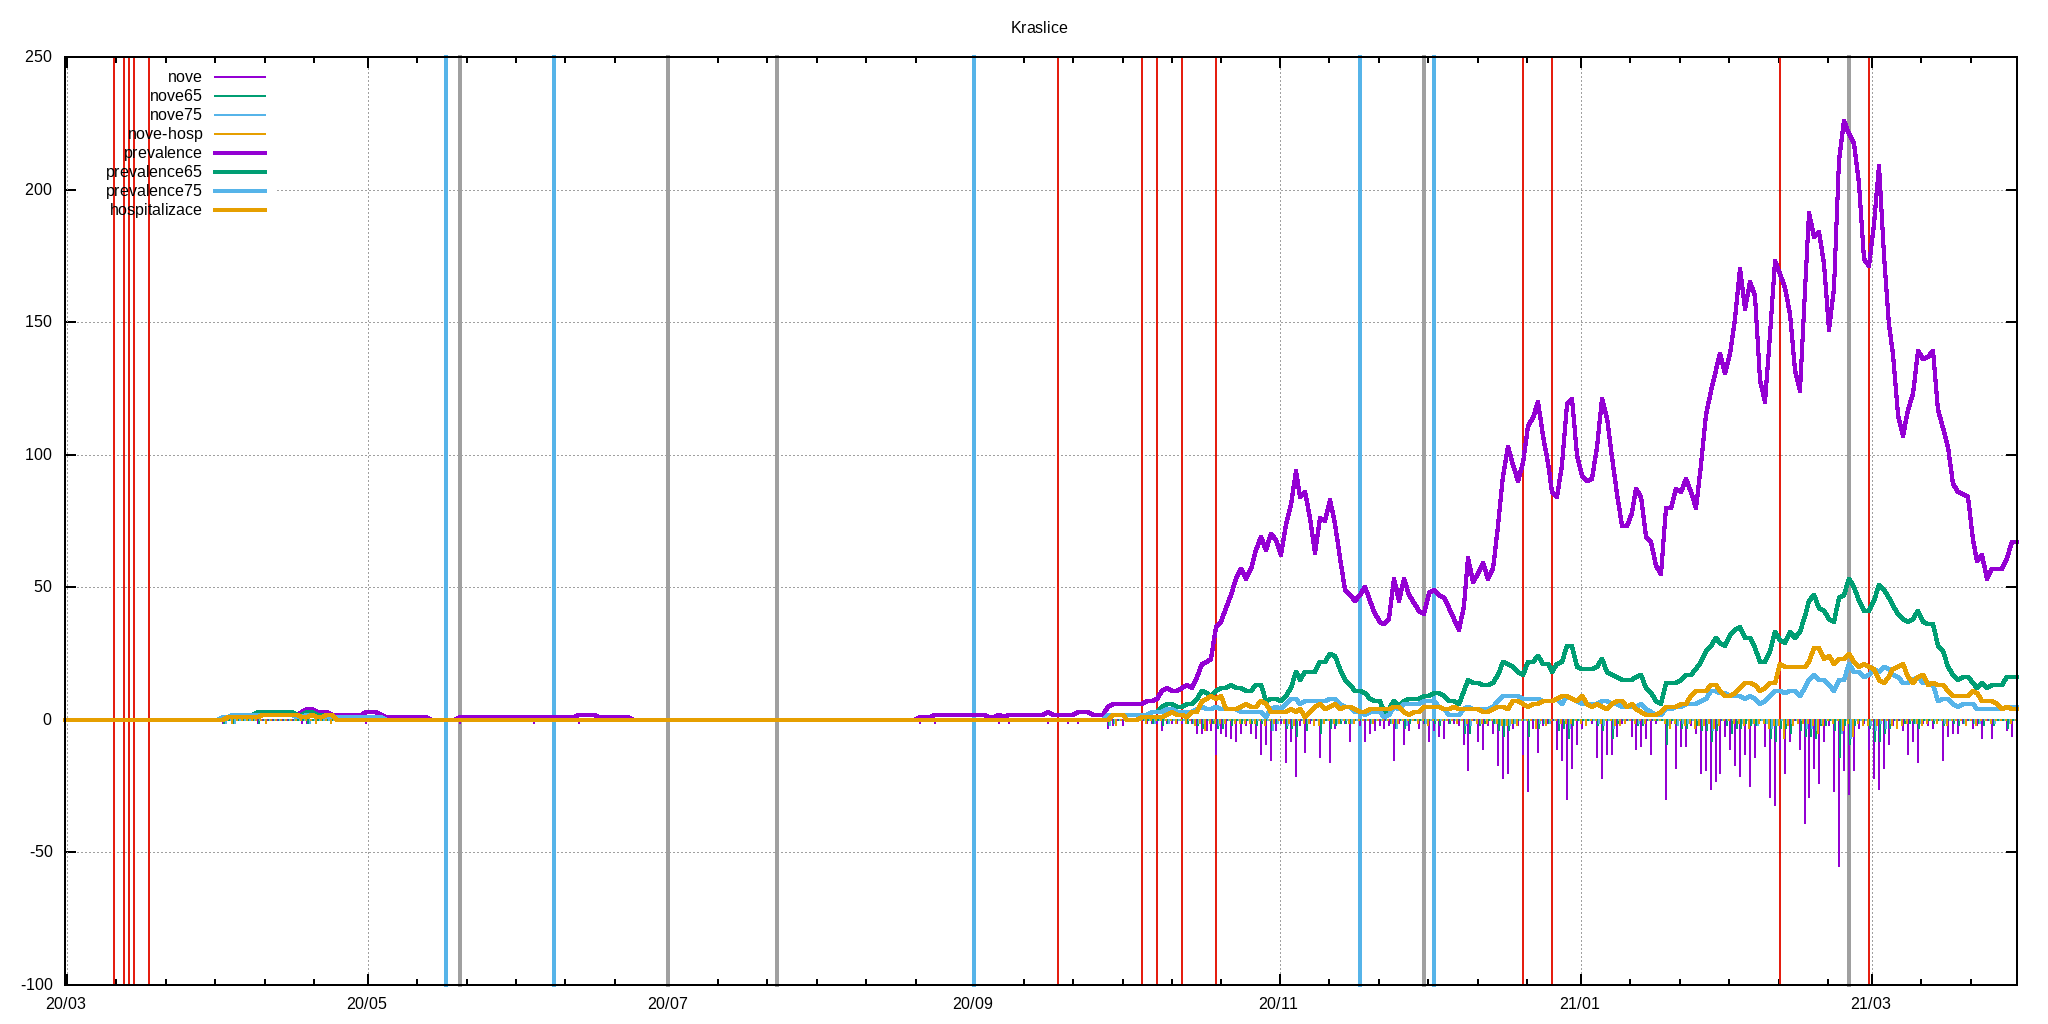 Kraslice
250
200
150
100
50
0
-50
-100
nove
nove65
nove75
nove-hosp
prevalence
prevalence65
prevalence75
hospitalizace
20/03 20/05 20/07 20/09 20/11 21/01 21/03